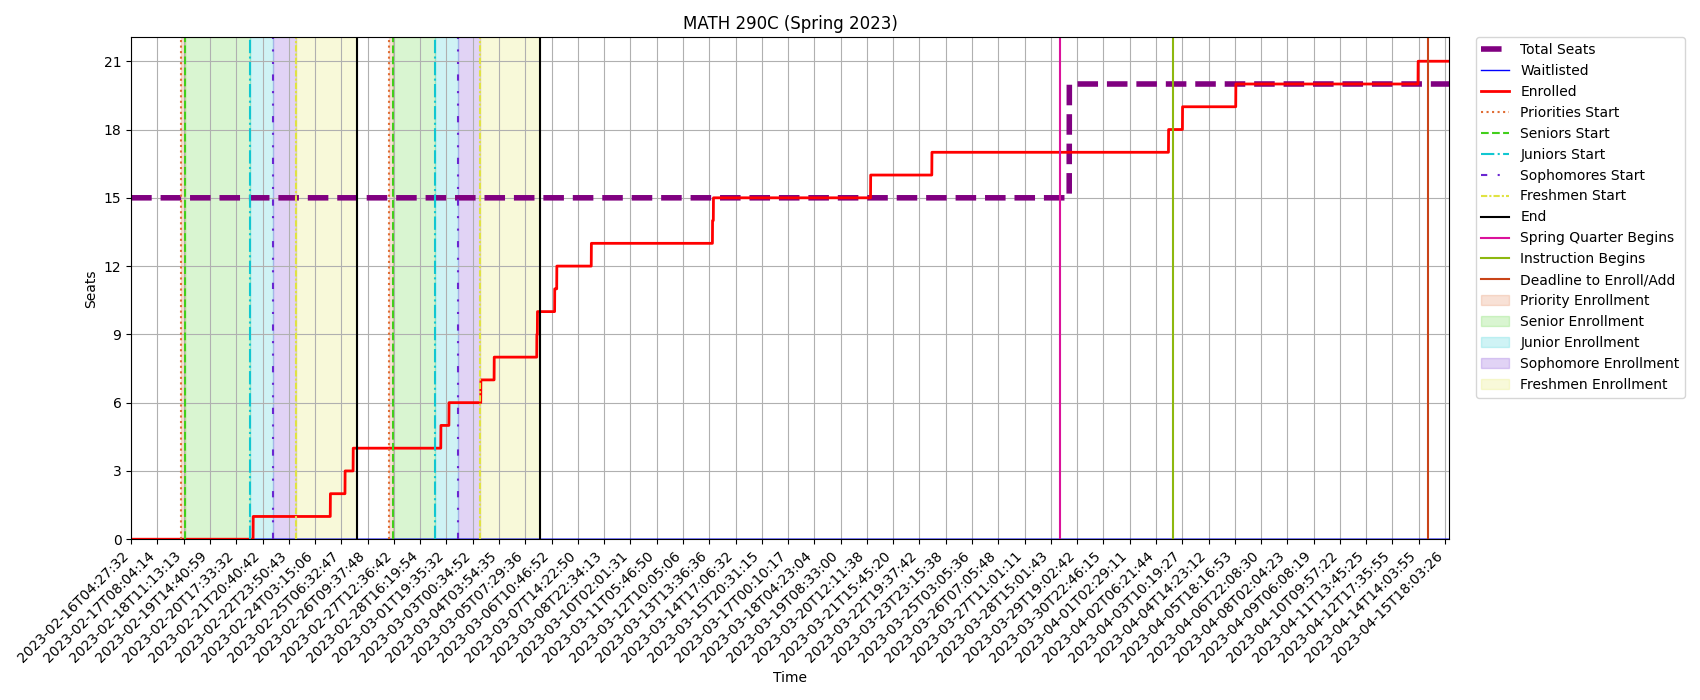 MATH 290C (Spring 2023)
21
18
15
12
9
6
3
0
Seats
2023-02-16T04:27:32
2023-02-17T08:04:14
2023-02-18T11:13:13
2023-02-19T14:40:59
2023-02-20T17:33:32
2023-02-21T20:40:42
2023-02-22T23:50:43
2023-02-24T03:15:06
2023-02-25T06:32:47
2023-02-26T09:37:48
2023-02-27T12:36:42
2023-02-28T16:19:54
2023-03-01T19:35:32
2023-03-03T00:34:52
2023-03-04T03:54:35
2023-03-05T07:29:36
2023-03-06T10:46:52
2023-03-07T14:22:50
2023-03-08T22:34:13
2023-03-10T02:01:31
2023-03-11T05:46:50
2023-03-12T10:05:06
2023-03-13T13:36:36
2023-03-14T17:06:32
2023-03-15T20:31:15
2023-03-17T00:10:17
2023-03-18T04:23:04
2023-03-19T08:33:00
2023-03-20T12:11:38
2023-03-21T15:45:20
2023-03-22T19:37:42
2023-03-23T23:15:38
2023-03-25T03:05:36
2023-03-26T07:05:48
2023-03-27T11:01:11
2023-03-28T15:01:43
2023-03-29T19:02:42
2023-03-30T22:46:15
2023-04-01T02:29:11
2023-04-02T06:21:44
2023-04-03T10:19:27
2023-04-04T14:23:12
2023-04-05T18:16:53
2023-04-06T22:08:30
2023-04-08T02:04:23
2023-04-09T06:08:19
2023-04-10T09:57:22
2023-04-11T13:45:25
2023-04-12T17:35:55
2023-04-14T14:03:55
2023-04-15T18:03:26
Time
Total Seats
Waitlisted
Enrolled
Priorities Start
Seniors Start
Juniors Start
Sophomores Start
Freshmen Start
End
Spring Quarter Begins
Instruction Begins
Deadline to Enroll/Add
Priority Enrollment
Senior Enrollment
Junior Enrollment
Sophomore Enrollment
Freshmen Enrollment